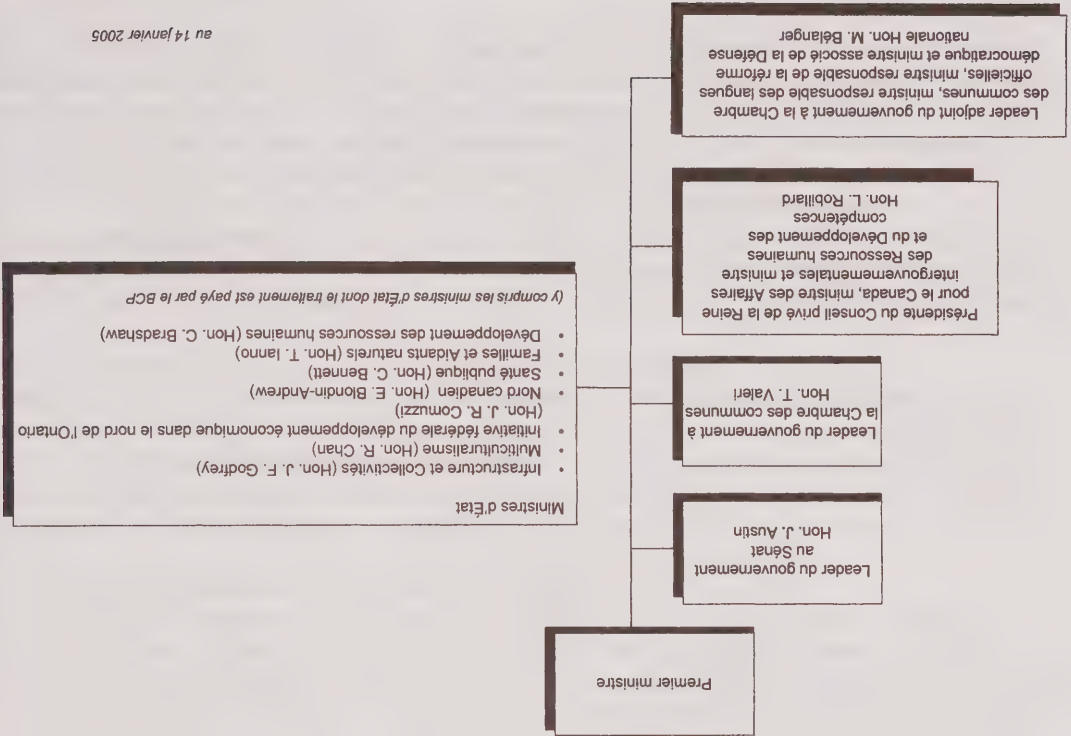 Premier ministre
Leader du gouvernement
au Sénat
Hon. J. Austin
Leader du gouvernement à
la Chambre des communes
Hon. T. Valeri
Présidente du Conseil privé de la Reine
pour le Canada, ministre des Affaires
intergouvernementales et ministre
des Ressources humaines
et du Développement des
compétences
Hon. L. Robillard
Leader adjoint du gouvernement à la Chambre
des communes, ministre responsable des langues
officielles, ministre responsable de la réforme
démocratique et ministre associé de la Défense
nationale Hon. M. Bélanger
Ministres d'État
• Infrastructure et Collectivités (Hon. J. F. Godfrey)
• Multiculturalisme (Hon. R. Chan)
• Initiative fédérale du développement économique dans le nord de l'Ontario
(Hon. J. R. Comuzzi)
• Nord canadien (Hon. E. Blondin-Andrew)
• Santé publique (Hon. C. Bennett)
• Familles et Aidants naturels (Hon. T. Ianno)
• Développement des ressources humaines (Hon. C. Bradshaw)
(y compris les ministres d'État dont le traitement est payé par le BCP
au 14 janvier 2005